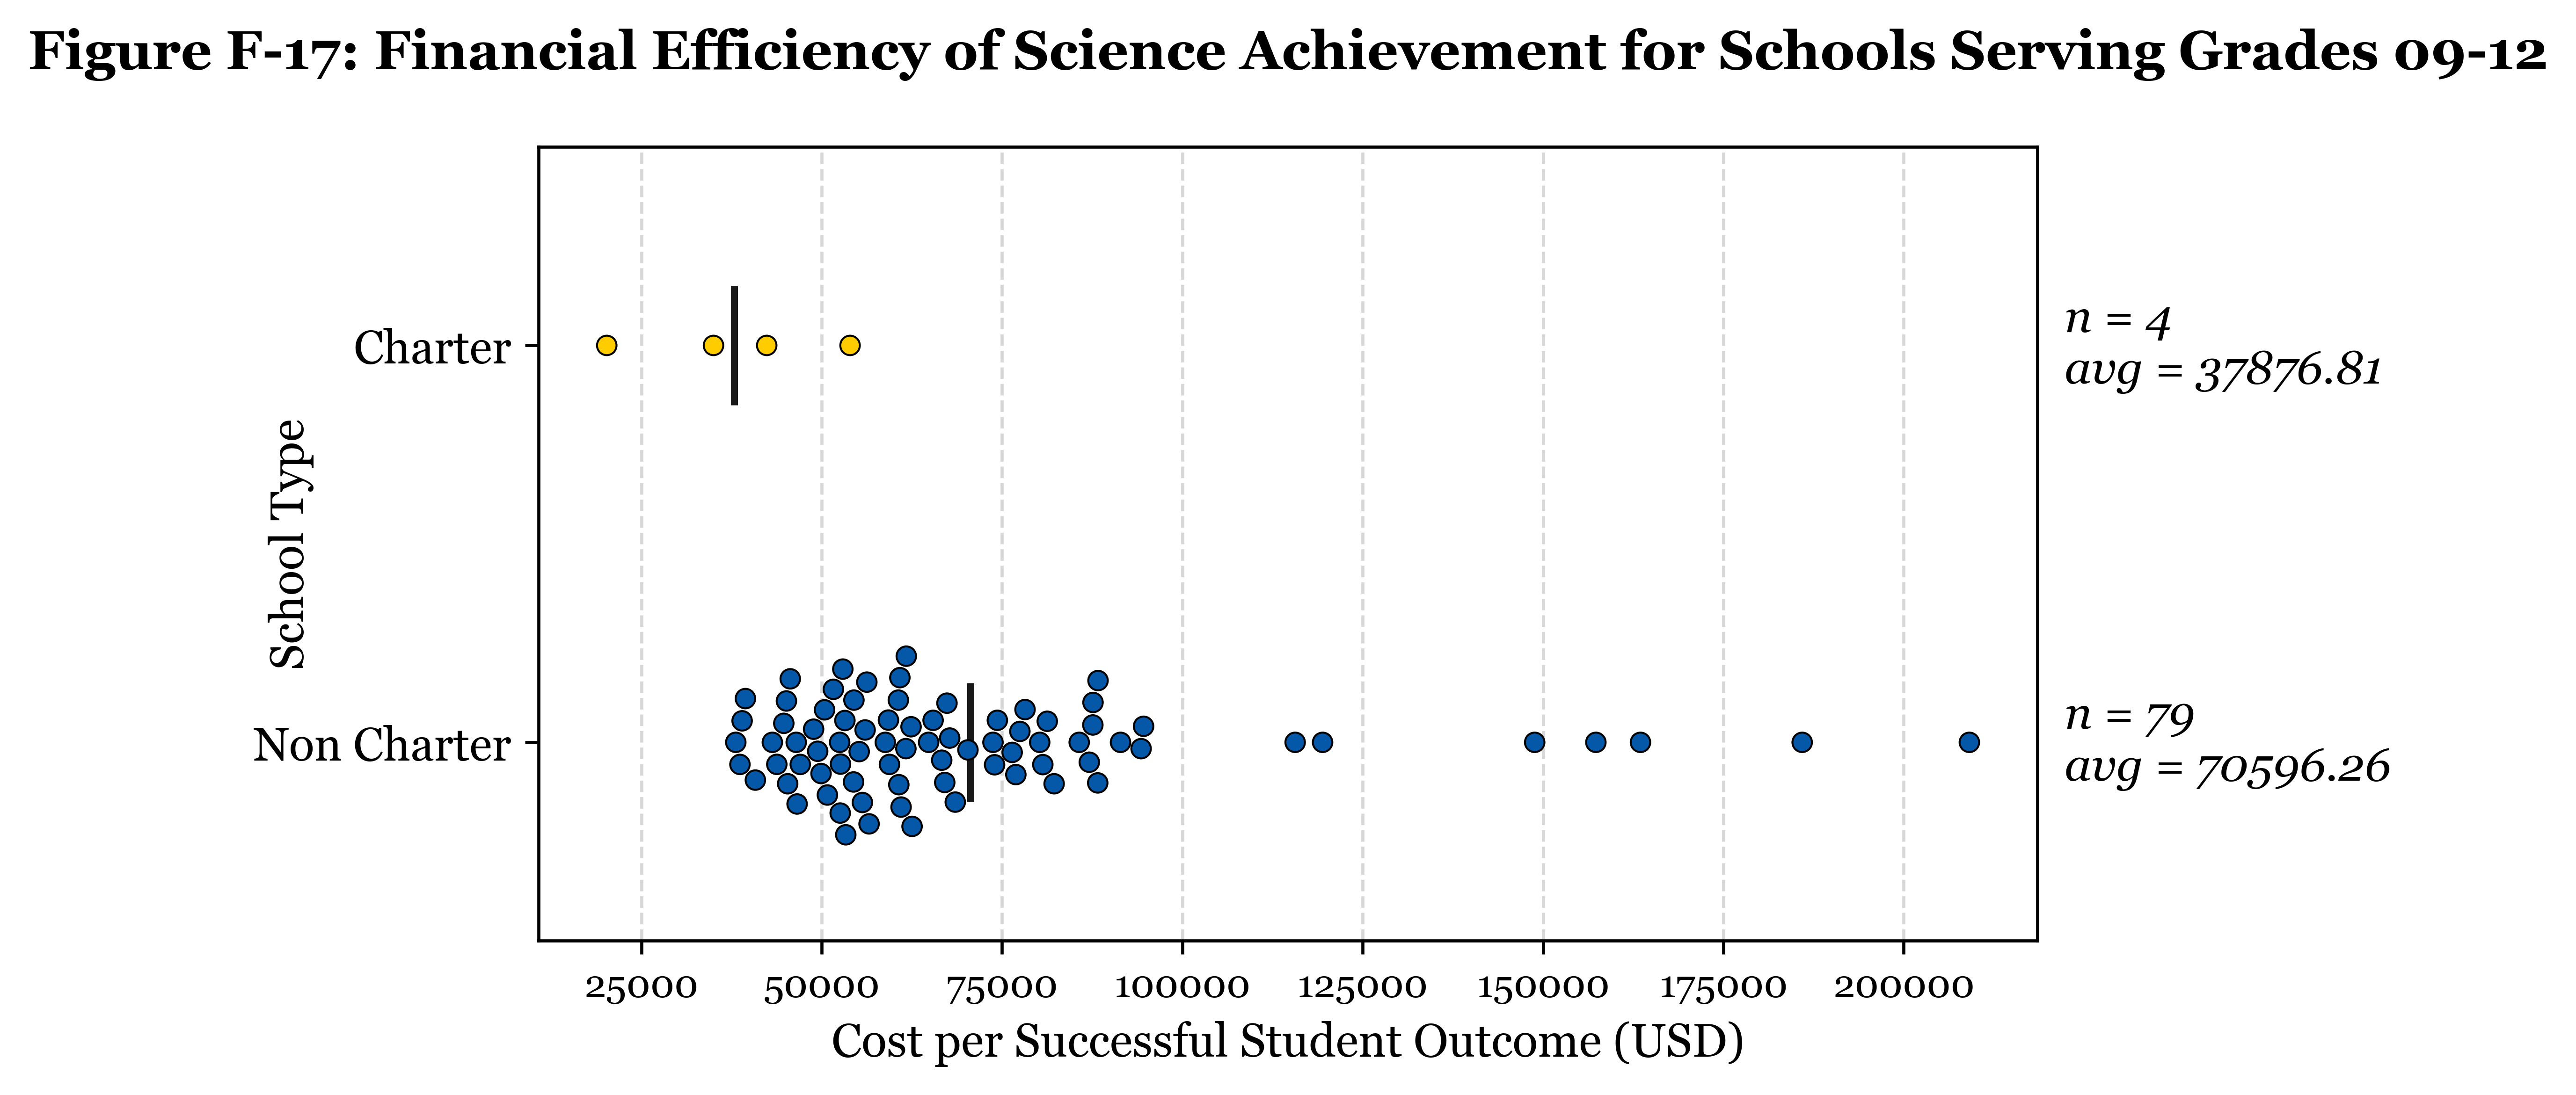 Figure F-17: Financial Efficiency of Science Achievement for Schools Serving Grades 09-12
Charter
n = 4
avg = 37876.81
School Type
Non Charter
n = 79
avg = 70596.26
25000 50000 75000 100000 125000 150000 175000 200000
Cost per Successful Student Outcome (USD)